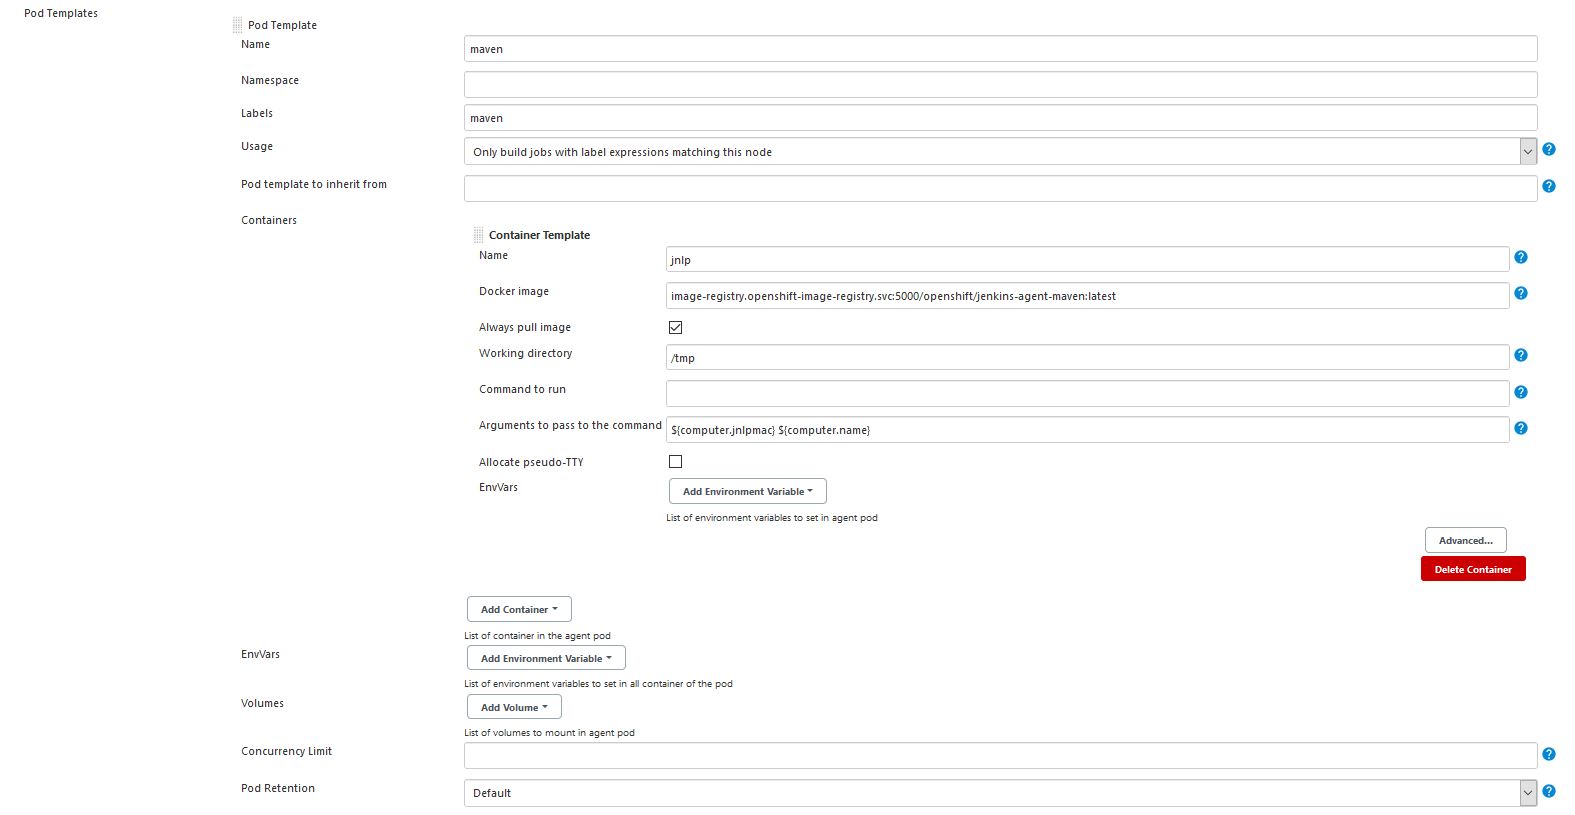 Pod Templates
Pod Template
Name
maven
Namespace
Labels
maven
Usage
Only build jobs with label expressions matching this node
Pod template to inherit from
Containers
Container Template
Name
jnlp
Docker image
image-registry.openshift-image-registry.svc:5000/openshift/jenkins-agent-maven:latest
Always pull image
Working directory
/tmp
Command to run
Arguments to pass to the command
${computer.jnlpmac} ${computer.name}
Allocate pseudo-TTY
EnvVars
Add Environment Variable
List of environment variables to set in agent pod
Advanced...
Delete Container
Add Container
List of container in the agent pod
EnvVars
Add Environment Variable
List of environment variables to set in all container of the pod
Volumes
Add Volume
List of volumes to mount in agent pod
Concurrency Limit
Pod Retention
Default